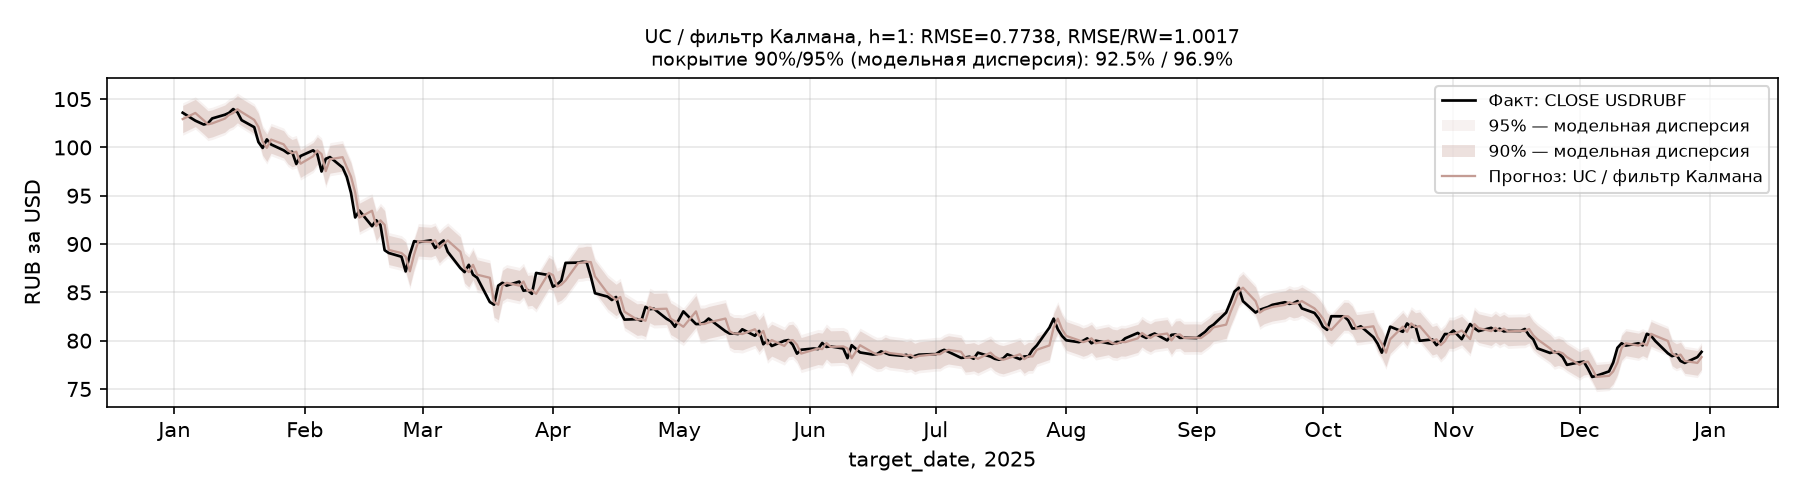 UC / фильтр Калмана, h=1: RMSE=0.7738, RMSE/RW=1.0017
покрытие 90%/95% (модельная дисперсия): 92.5% / 96.9%
RUB за USD
105
100
95
90
85
80
75
Факт: CLOSE USDRUBF
95% — модельная дисперсия
90% — модельная дисперсия
Прогноз: UC / фильтр Калмана
Jan Feb Mar Apr May Jun Jul Aug Sep Oct Nov Dec Jan
target_date, 2025